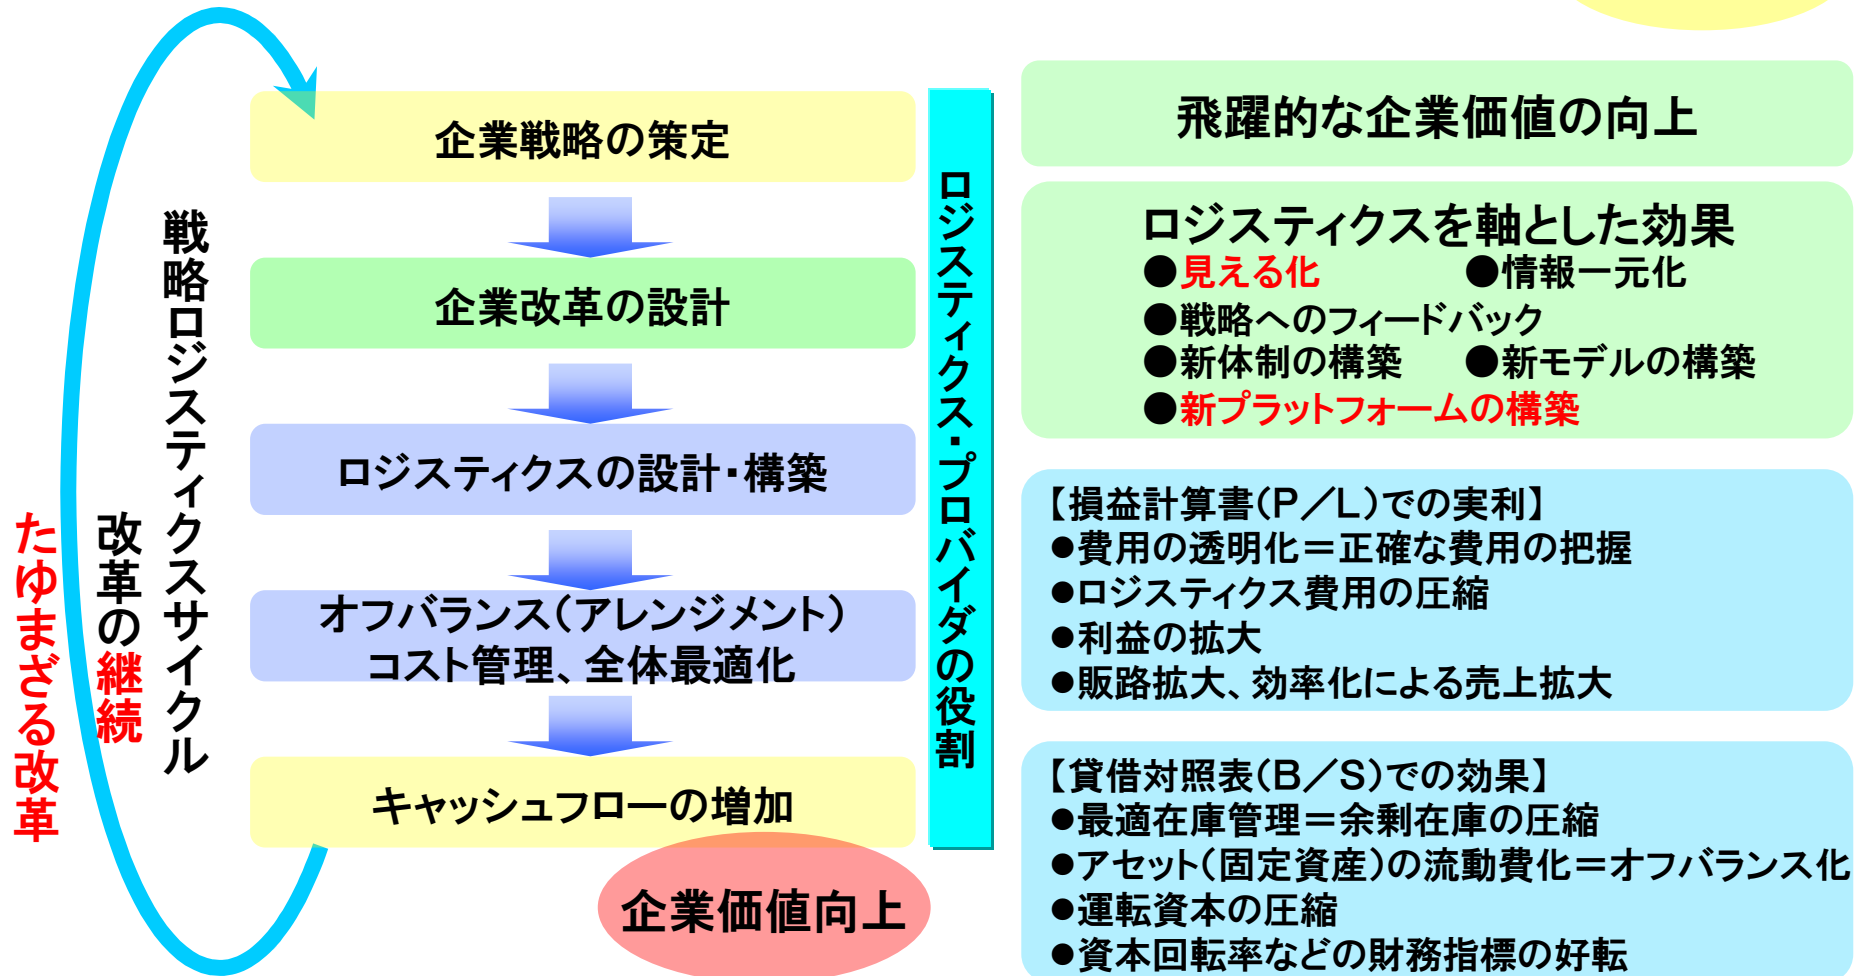 たゆまざる改革
改革の継続
戦略ロジスティクスサイクル
企業戦略の策定
企業改革の設計
ロジスティクスの設計・構築
オフバランス(アレンジメント)
コスト管理、全体最適化
キャッシュフローの増加
企業価値向上
ロジスティクス・プロバイダの役割
飛躍的な企業価値の向上
ロジスティクスを軸とした効果
●見える化 ●情報一元化
●戦略へのフィードバック
●新体制の構築 ●新モデルの構築
●新プラットフォームの構築
【損益計算書(P/L)での実利】
●費用の透明化=正確な費用の把握
●ロジスティクス費用の圧縮
●利益の拡大
●販路拡大、効率化による売上拡大
【貸借対照表(B/S)での効果】
●最適在庫管理=余剰在庫の圧縮
●アセット(固定資産)の流動費化=オフバランス化
●運転資本の圧縮
●資本回転率などの財務指標の好転